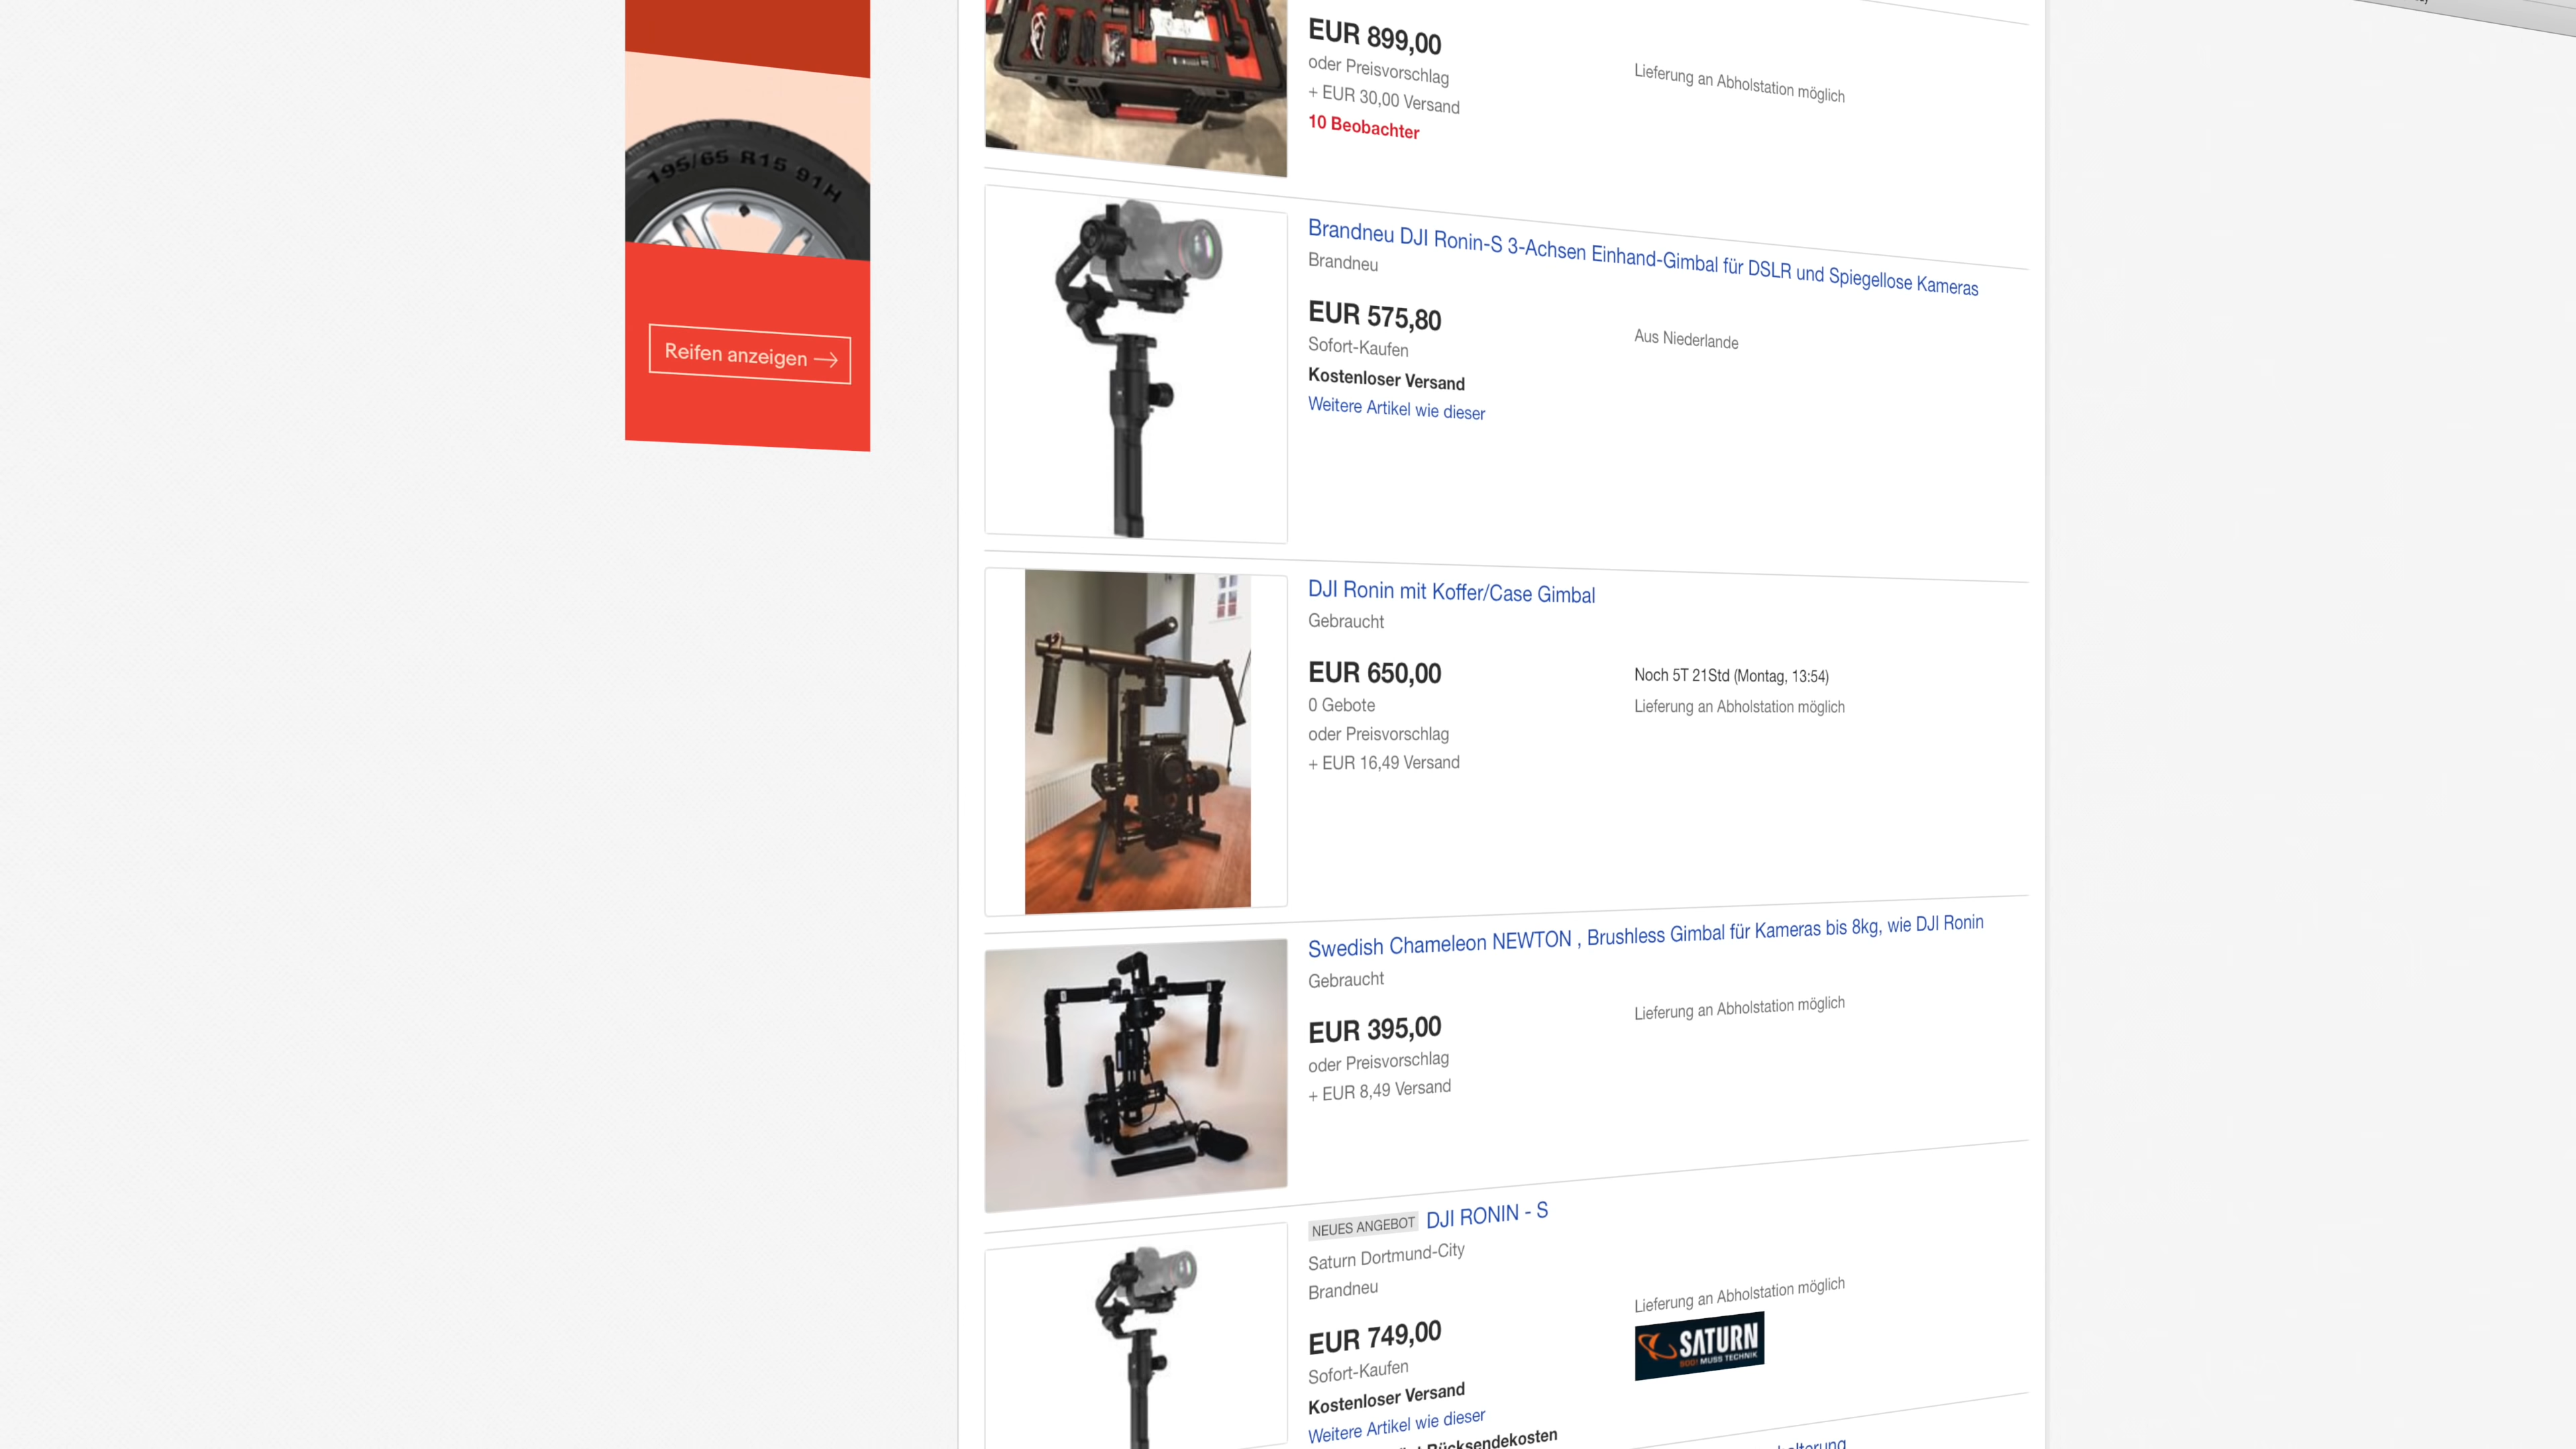 195/65 R15 91H
Reifen anzeigen →
EUR 899,00
oder Preisvorschlag
+ EUR 30,00 Versand
10 Beobachter
Lieferung an Abholstation möglich
Brandneu DJI Ronin-S 3-Achsen Einhand-Gimbal für DSLR und Spiegellose Kameras
Brandneu
EUR 575,80
Sofort-Kaufen
Kostenloser Versand
Weitere Artikel wie dieser
Aus Niederlande
DJI Ronin mit Koffer/Case Gimbal
Gebraucht
EUR 650,00
0 Gebote
oder Preisvorschlag
+ EUR 16,49 Versand
Noch 5T 21Std (Montag, 13:54)
Lieferung an Abholstation möglich
Swedish Chameleon NEWTON , Brushless Gimbal für Kameras bis 8kg, wie DJI Ronin
Gebraucht
EUR 395,00
oder Preisvorschlag
+ EUR 8,49 Versand
Lieferung an Abholstation möglich
NEUES ANGEBOT DJI RONIN - S
Saturn Dortmund-City
Brandneu
EUR 749,00
Sofort-Kaufen
Kostenloser Versand
Weitere Artikel wie dieser
Rücksendekosten
Lieferung an Abholstation möglich
SATURN
SOO! MUSS TECHNIK